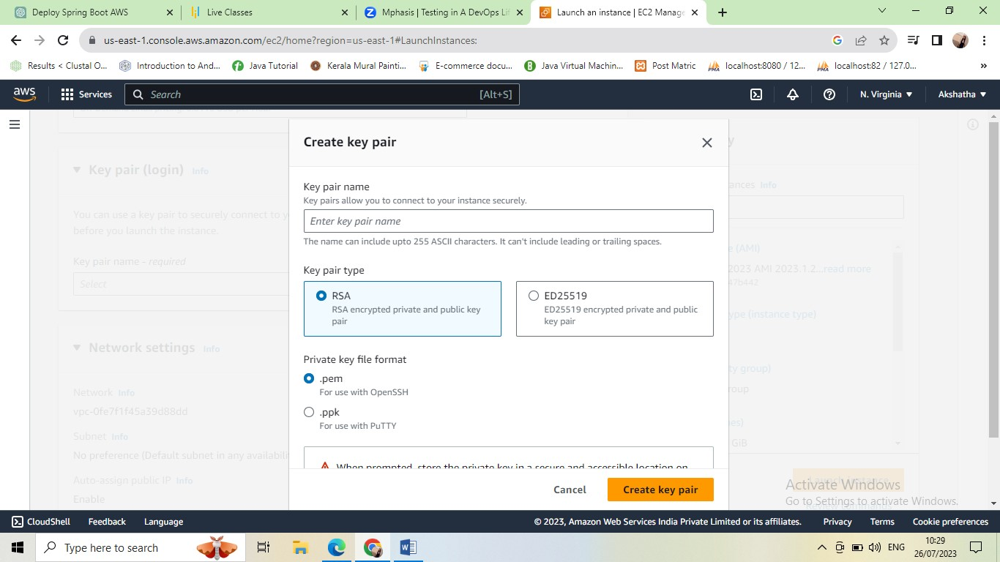 Deploy Spring Boot AWS
Live Classes
Mphasis | Testing in A DevOps Lif
Launch an instance | EC2 Manage
us-east-1.console.aws.amazon.com/ec2/home?region=us-east-1#LaunchInstances:
Results < Clustal O...
Introduction to And...
Java Tutorial
Kerala Mural Painti...
E-commerce docu...
Java Virtual Machin...
Post Matric
localhost:8080 / 12...
localhost:82 / 127.0...
»
aws
Services
Search
[Alt+S]
N. Virginia
Akshatha
Key pair (login) Info
You can use a key pair to securely connect to y
before you launch the instance.
Key pair name - required
Select
Network settings Info
Network Info
vpc-0fe7f1f45a39d88dd
Subnet Info
No preference (Default subnet in any availabili
Auto-assign public IP Info
Enable
Create key pair
Key pair name
Key pairs allow you to connect to your instance securely.
Enter key pair name
The name can include upto 255 ASCII characters. It can't include leading or trailing spaces.
Key pair type
RSA
RSA encrypted private and public key
pair
ED25519
ED25519 encrypted private and public
key pair
Private key file format
.pem
For use with OpenSSH
.ppk
For use with PuTTY
When prompted, store the private key in a secure and accessible location on
Cancel
Create key pair
y
ances Info
e (AMI)
2023 AMI 2023.1.2...read more
47b442
ype (instance type)
ty group)
roup
es)
GiB
Launch instance
Review commands
Activate Windows
Go to Settings to activate Windows.
CloudShell
Feedback
Language
© 2023, Amazon Web Services India Private Limited or its affiliates.
Privacy
Terms
Cookie preferences
Type here to search
ENG
10:29
26/07/2023